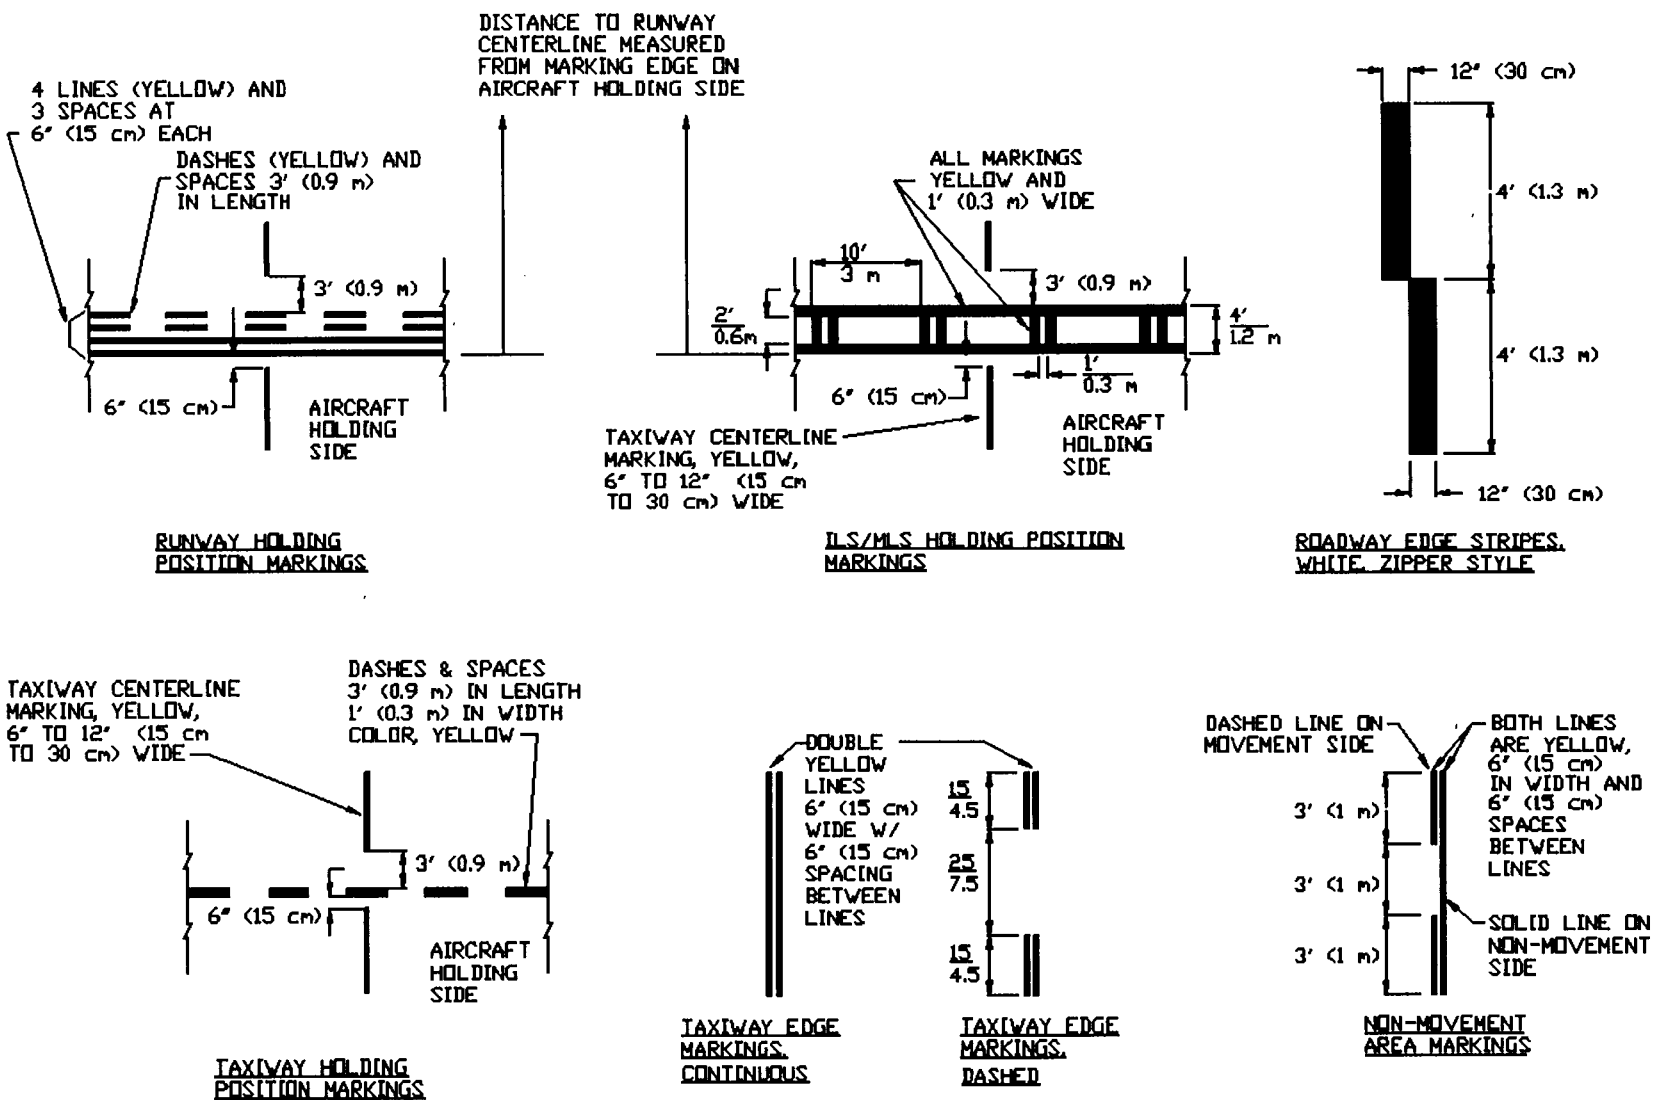 DISTANCE TO RUNWAY
CENTERLINE MEASURED
FROM MARKING EDGE ON
AIRCRAFT HOLDING SIDE
4 LINES (YELLOW) AND
3 SPACES AT
6" (15 cm) EACH
DASHES (YELLOW) AND
SPACES 3' (0.9 m)
IN LENGTH
3' (0.9 m)
6" (15 cm)
AIRCRAFT
HOLDING
SIDE
RUNWAY HOLDING
POSITION MARKINGS
ALL MARKINGS
YELLOW AND
1' (0.3 m) WIDE
10'
3 m
3' (0.9 m)
2'
0.6m
4'
1.2 m
1'
0.3 m
6" (15 cm)
TAXIWAY CENTERLINE
MARKING, YELLOW,
6" TO 12" (15 cm
TO 30 cm) WIDE
AIRCRAFT
HOLDING
SIDE
ILS/MLS HOLDING POSITION
MARKINGS
12" (30 cm)
4' (1.3 m)
4' (1.3 m)
12" (30 cm)
ROADWAY EDGE STRIPES,
WHITE, ZIPPER STYLE
TAXIWAY CENTERLINE
MARKING, YELLOW,
6" TO 12" (15 cm
TO 30 cm) WIDE
DASHES & SPACES
3' (0.9 m) IN LENGTH
1' (0.3 m) IN WIDTH
COLOR, YELLOW
3' (0.9 m)
6" (15 cm)
AIRCRAFT
HOLDING
SIDE
TAXIWAY HOLDING
POSITION MARKINGS
DOUBLE
YELLOW
LINES
6" (15 cm)
WIDE W/
6" (15 cm)
SPACING
BETWEEN
LINES
TAXIWAY EDGE
MARKINGS,
CONTINUOUS
15
4.5
25
7.5
15
4.5
TAXIWAY EDGE
MARKINGS,
DASHED
DASHED LINE ON
MOVEMENT SIDE
BOTH LINES
ARE YELLOW,
6" (15 cm)
IN WIDTH AND
6" (15 cm)
SPACES
BETWEEN
LINES
3' (1 m)
3' (1 m)
3' (1 m)
SOLID LINE ON
NON-MOVEMENT
SIDE
NON-MOVEMENT
AREA MARKINGS